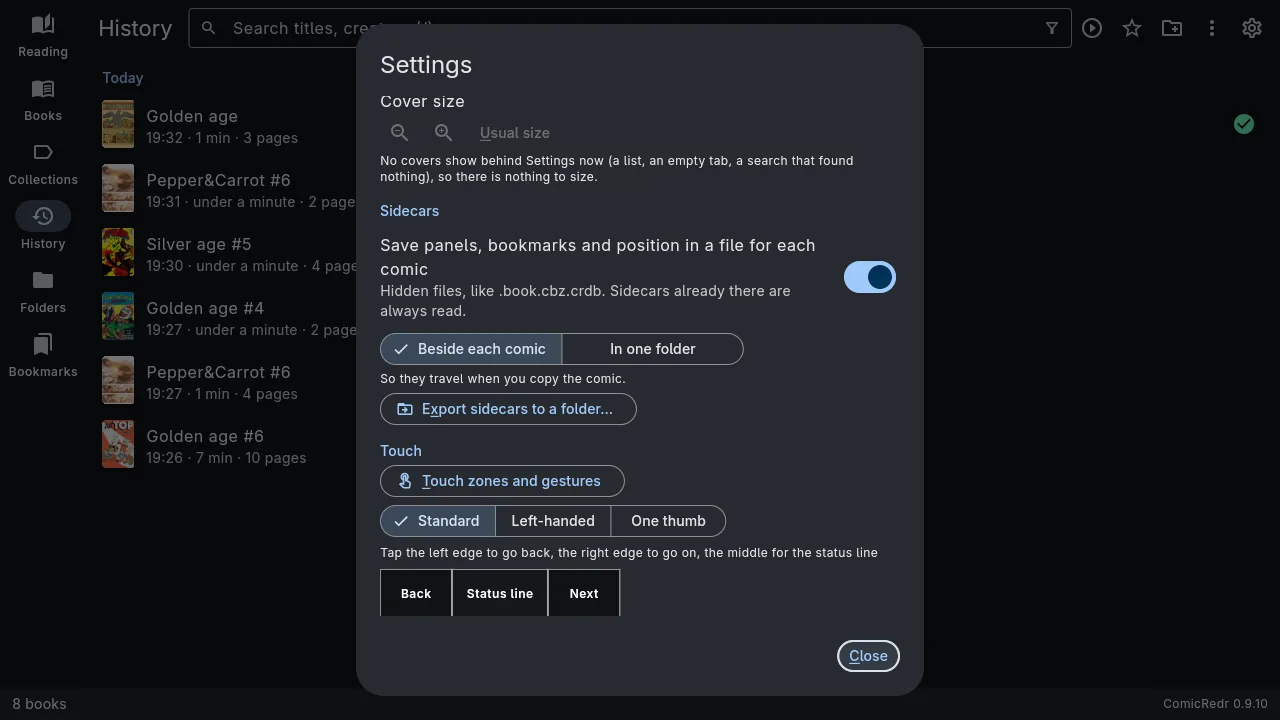 Reading
History
Search titles, crea
Books
Collections
History
Folders
Bookmarks
Today
Golden age
19:32 · 1 min · 3 pages
Pepper&Carrot #6
19:31 · under a minute · 2 page
Silver age #5
19:30 · under a minute · 4 page
Golden age #4
19:27 · under a minute · 2 page
Pepper&Carrot #6
19:27 · 1 min · 4 pages
Golden age #6
19:26 · 7 min · 10 pages
Settings
Cover size
Usual size
No covers show behind Settings now (a list, an empty tab, a search that found
nothing), so there is nothing to size.
Sidecars
Save panels, bookmarks and position in a file for each
comic
Hidden files, like .book.cbz.crdb. Sidecars already there are
always read.
Beside each comic
In one folder
So they travel when you copy the comic.
Export sidecars to a folder...
Touch
Touch zones and gestures
Standard
Left-handed
One thumb
Tap the left edge to go back, the right edge to go on, the middle for the status line
Back
Status line
Next
Close
8 books
ComicRedr 0.9.10